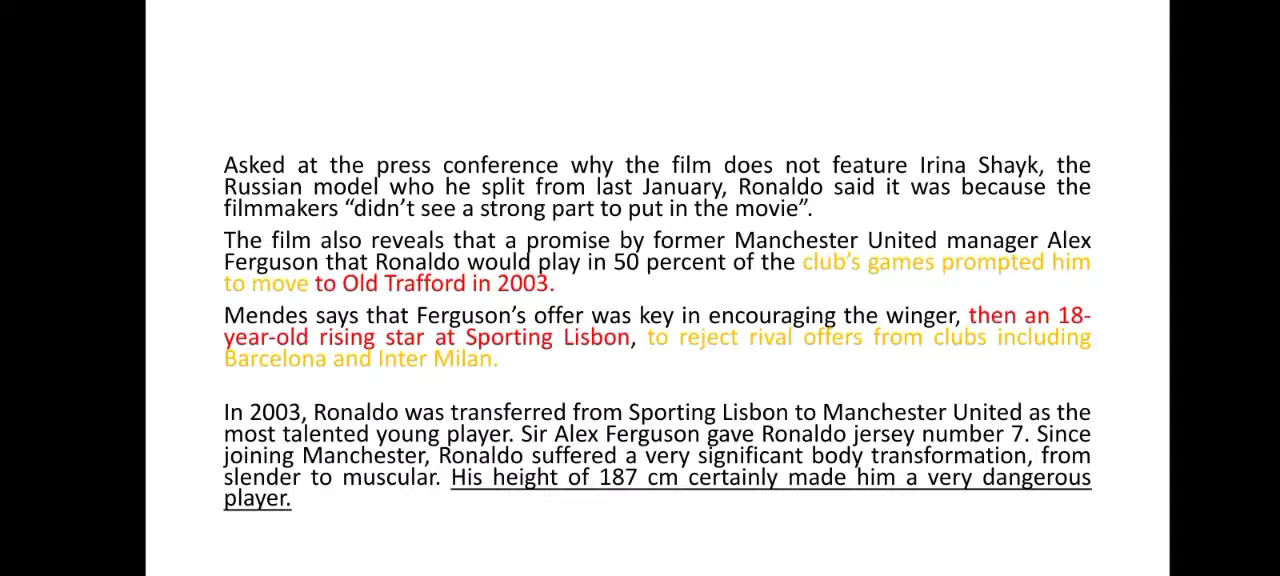 Asked at the press conference why the film does not feature Irina Shayk, the
Russian model who he split from last January, Ronaldo said it was because the
filmmakers “didn’t see a strong part to put in the movie”.
The film also reveals that a promise by former Manchester United manager Alex
Ferguson that Ronaldo would play in 50 percent of the club’s games prompted him
to move to Old Trafford in 2003.
Mendes says that Ferguson’s offer was key in encouraging the winger, then an 18-
year-old rising star at Sporting Lisbon, to reject rival offers from clubs including
Barcelona and Inter Milan.
In 2003, Ronaldo was transferred from Sporting Lisbon to Manchester United as the
most talented young player. Sir Alex Ferguson gave Ronaldo jersey number 7. Since
joining Manchester, Ronaldo suffered a very significant body transformation, from
slender to muscular. His height of 187 cm certainly made him a very dangerous
player.